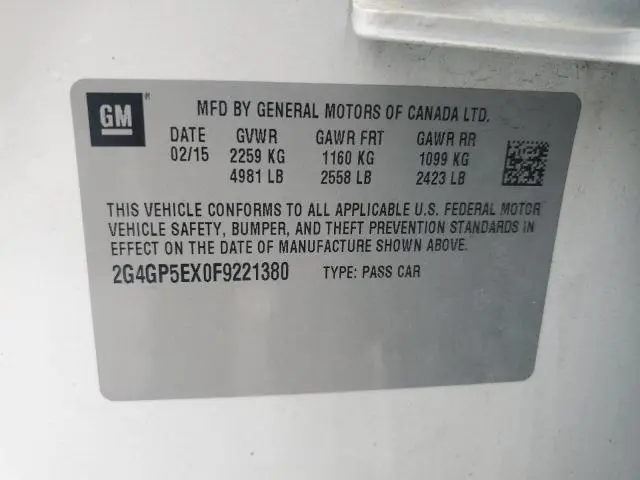 GM ® MFD BY GENERAL MOTORS OF CANADA LTD.
DATE GVWR GAWR FRT GAWR RR
02/15 2259 KG 1160 KG 1099 KG
4981 LB 2558 LB 2423 LB
THIS VEHICLE CONFORMS TO ALL APPLICABLE U.S. FEDERAL MOTOR
VEHICLE SAFETY, BUMPER, AND THEFT PREVENTION STANDARDS IN
EFFECT ON THE DATE OF MANUFACTURE SHOWN ABOVE.
2G4GP5EX0F9221380 TYPE: PASS CAR